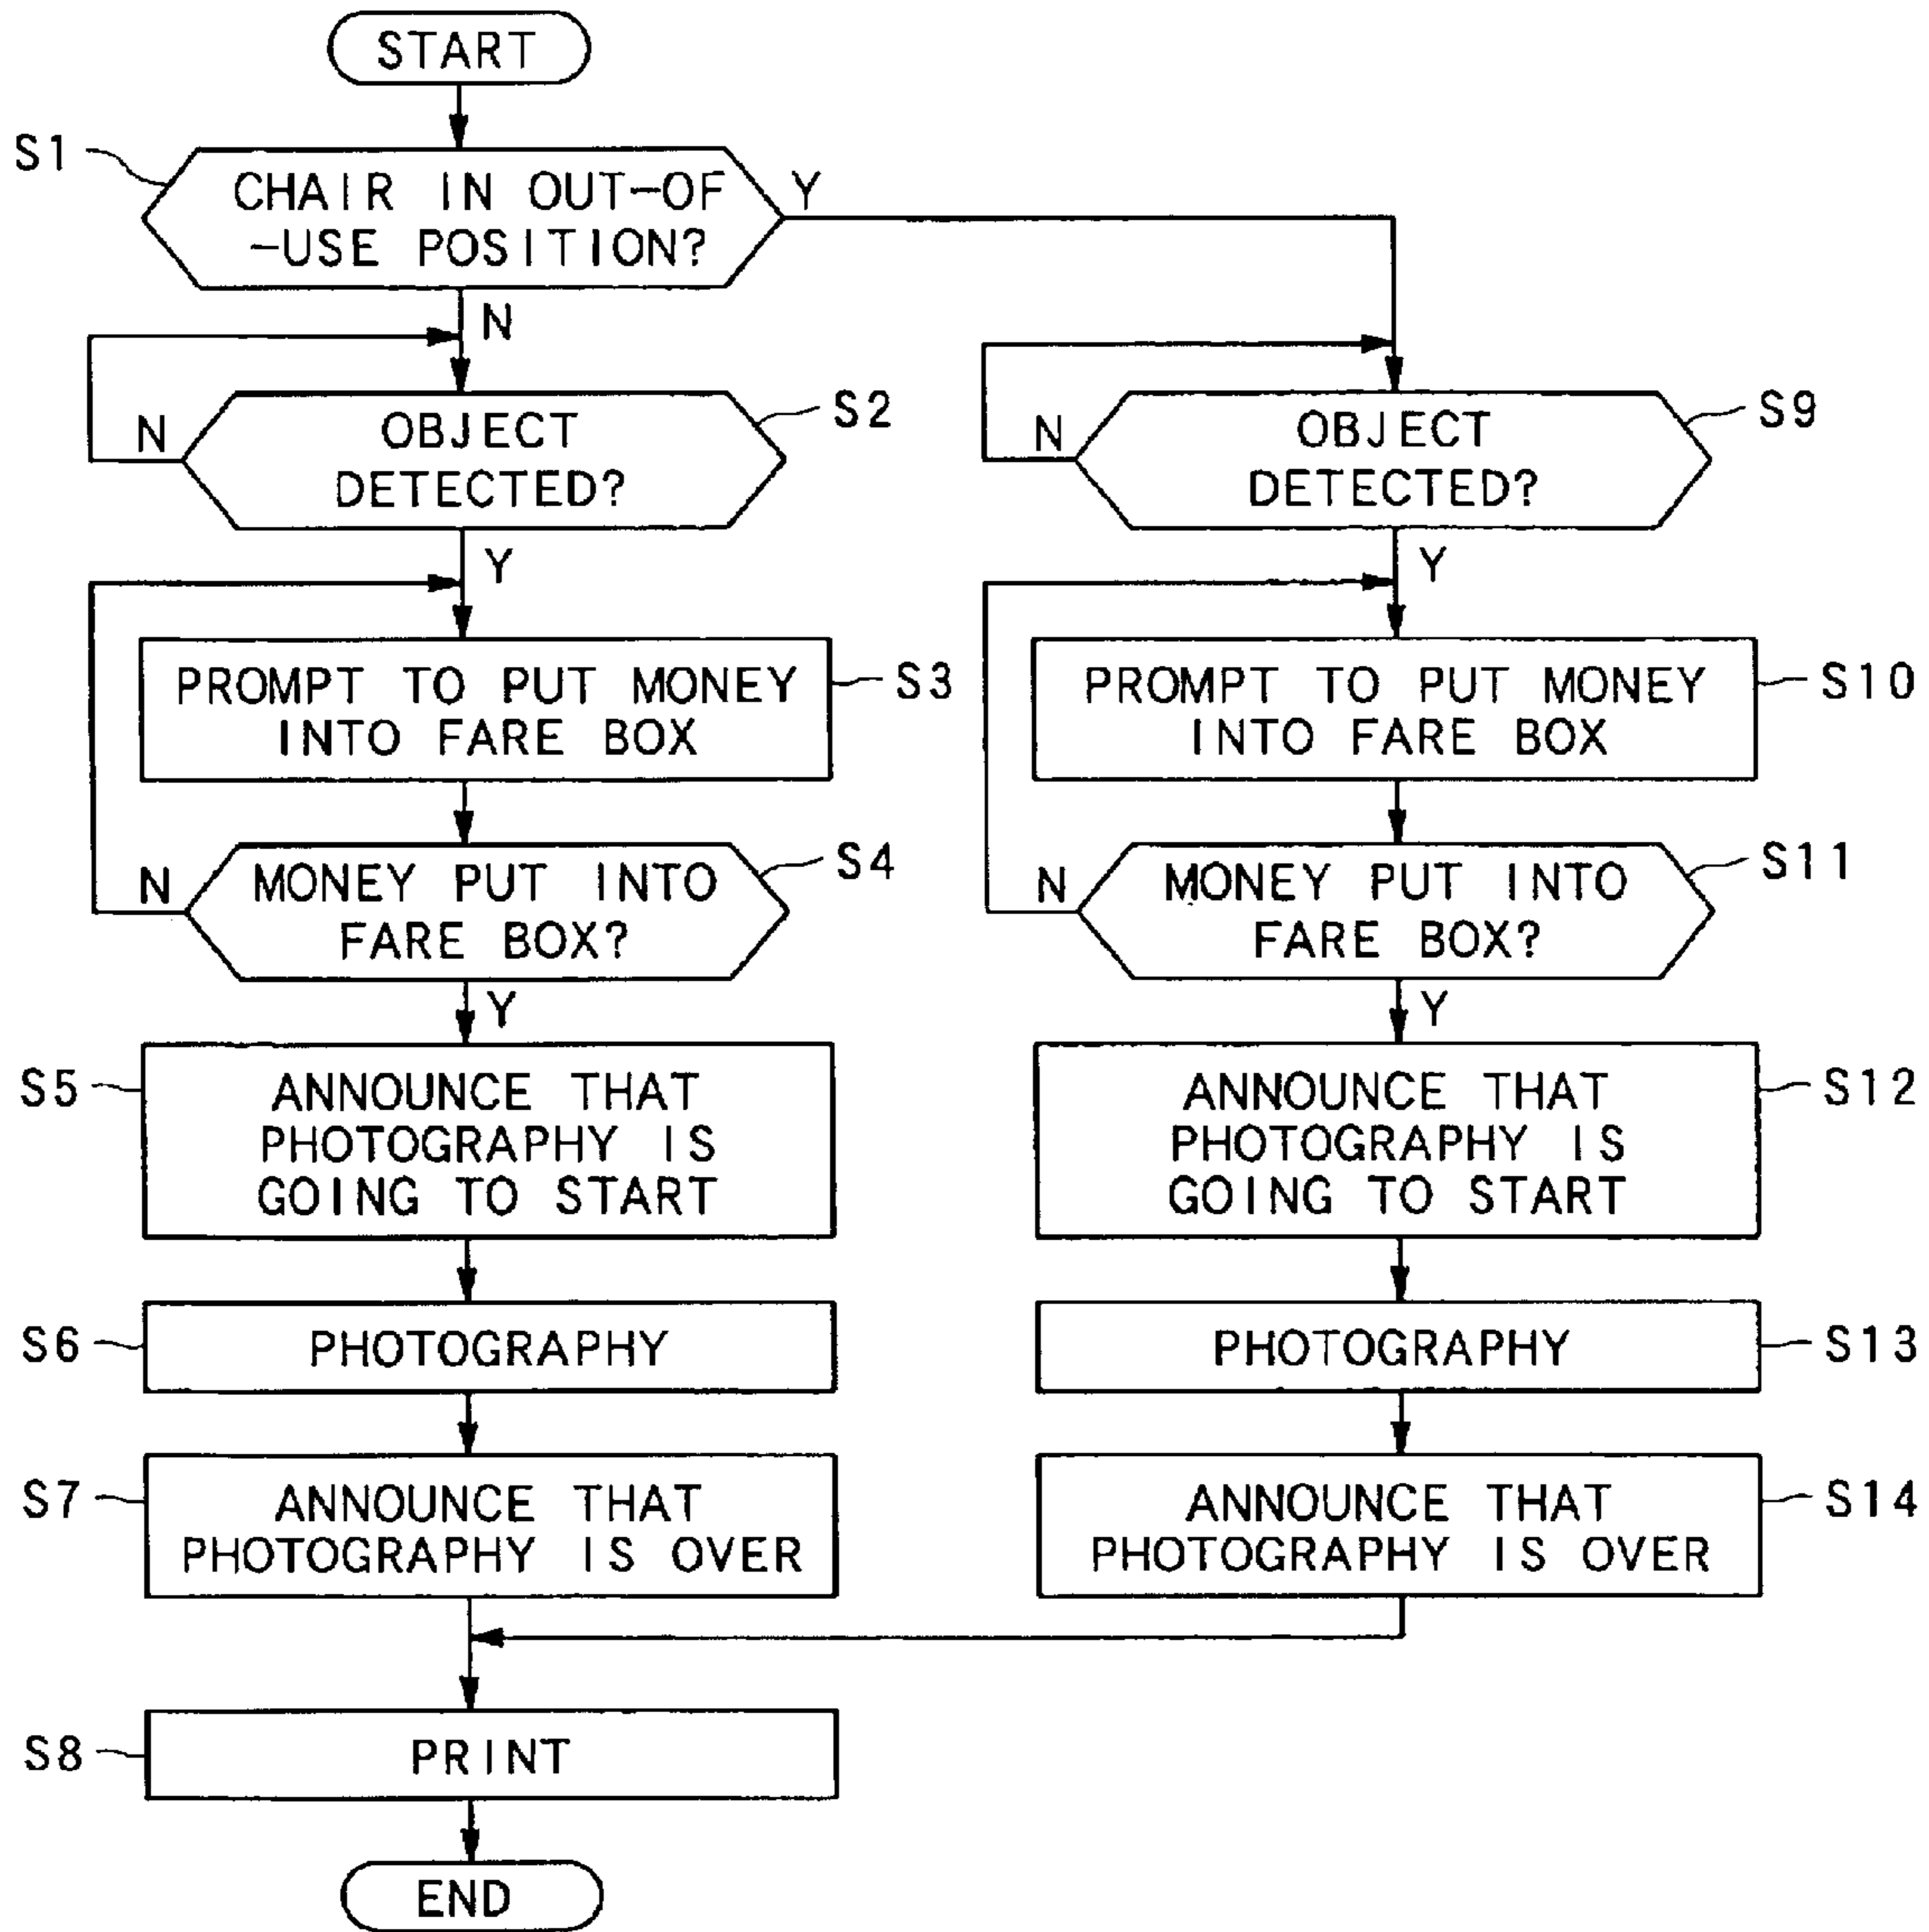 START
S1
CHAIR IN OUT-OF
-USE POSITION?
Y
N
N
OBJECT
DETECTED?
S2
Y
PROMPT TO PUT MONEY
INTO FARE BOX
S3
N
MONEY PUT INTO
FARE BOX?
S4
Y
S5
ANNOUNCE THAT
PHOTOGRAPHY IS
GOING TO START
S6
PHOTOGRAPHY
S7
ANNOUNCE THAT
PHOTOGRAPHY IS OVER
S8
PRINT
END
N
OBJECT
DETECTED?
S9
Y
PROMPT TO PUT MONEY
INTO FARE BOX
S10
N
MONEY PUT INTO
FARE BOX?
S11
Y
ANNOUNCE THAT
PHOTOGRAPHY IS
GOING TO START
S12
PHOTOGRAPHY
S13
ANNOUNCE THAT
PHOTOGRAPHY IS OVER
S14